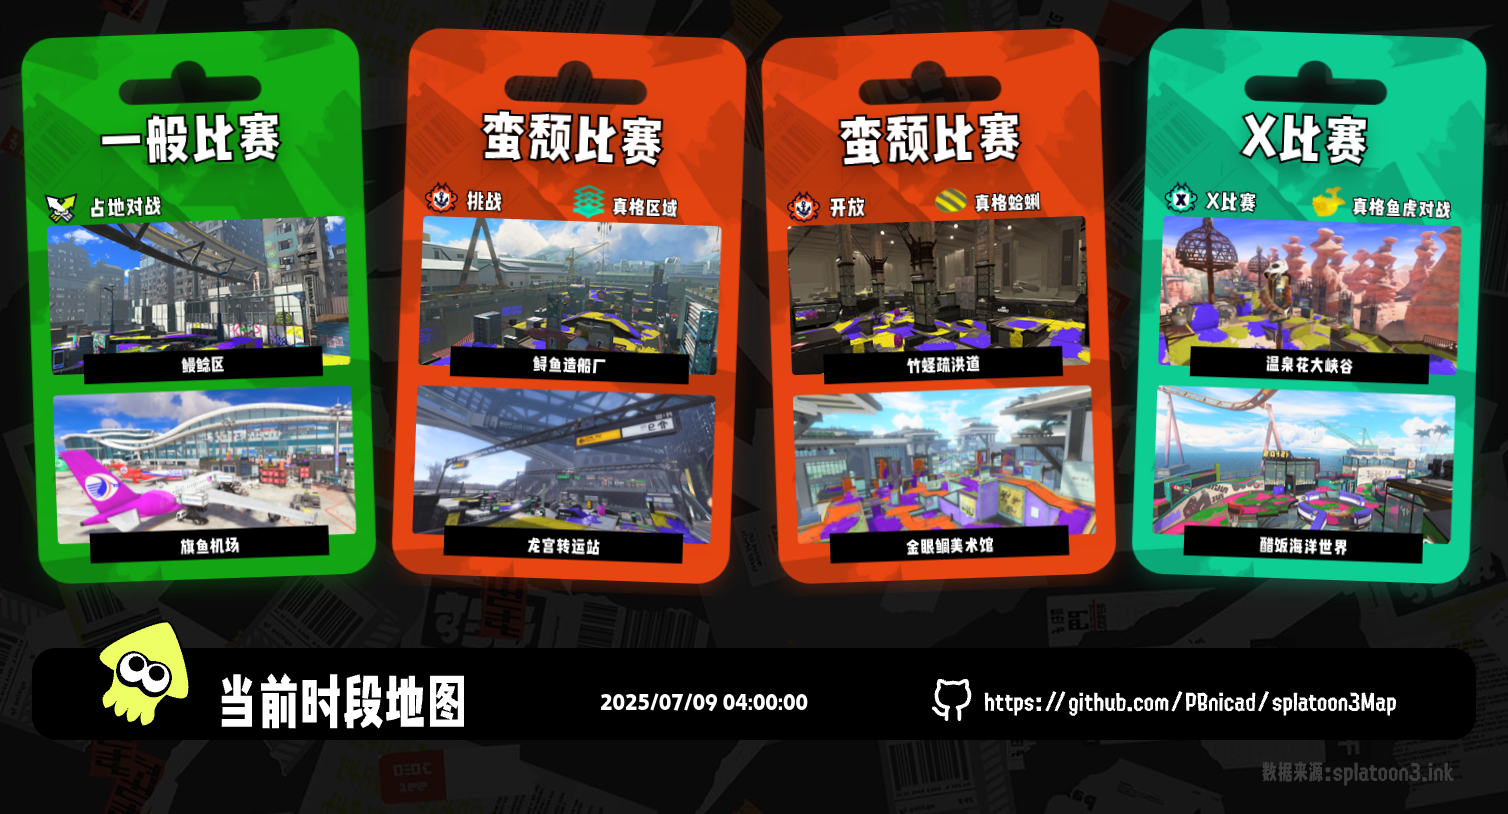 一般比赛
占地对战
鳗鲶区
旗鱼机场
蛮颓比赛
挑战
真格区域
鲟鱼造船厂
龙宫转运站
蛮颓比赛
开放
真格蛤蜊
竹蛏疏洪道
金眼鲷美术馆
X比赛
X比赛
真格鱼虎对战
温泉花大峡谷
醋饭海洋世界
当前时段地图
2025/07/09 04:00:00
https://github.com/PBnicad/splatoon3Map
数据来源:splatoon3.ink